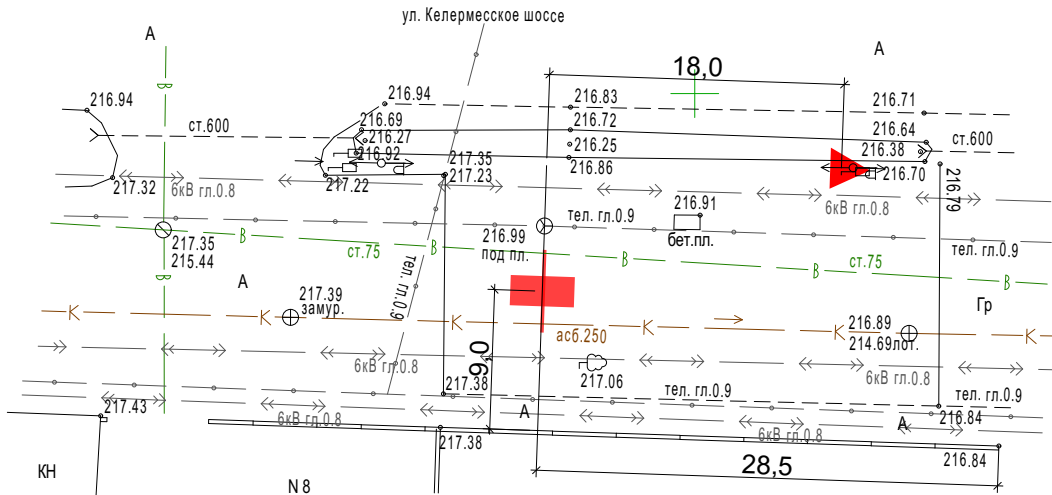 ул. Келермесское шоссе
А
А
18,0
216.94
216.94
216.83
216.71
216.69
216.72
216.64
ст.600
216.27
216.25
216.38
ст.600
216.92
217.35
216.86
216.70
217.32
6кВ гл.0.8
217.22
217.23
216.79
6кВ гл.0.8
216.91
тел. гл.0.9
В
217.35
215.44
В
ст.75
В
216.99
под пл.
бет.пл.
В
В
ст.75
тел. гл.0.9
В
В
В
тел. гл.0.9
А
217.39
замур.
Гр
К
К
К
К
К
К
асб.250
216.89
214.69лот.
9,0
6кВ гл.0.8
217.06
6кВ гл.0.8
217.38
тел. гл.0.9
тел. гл.0.9
217.43
А
А
216.84
6кВ гл.0.8
217.38
6кВ гл.0.8
216.84
28,5
КН
N 8